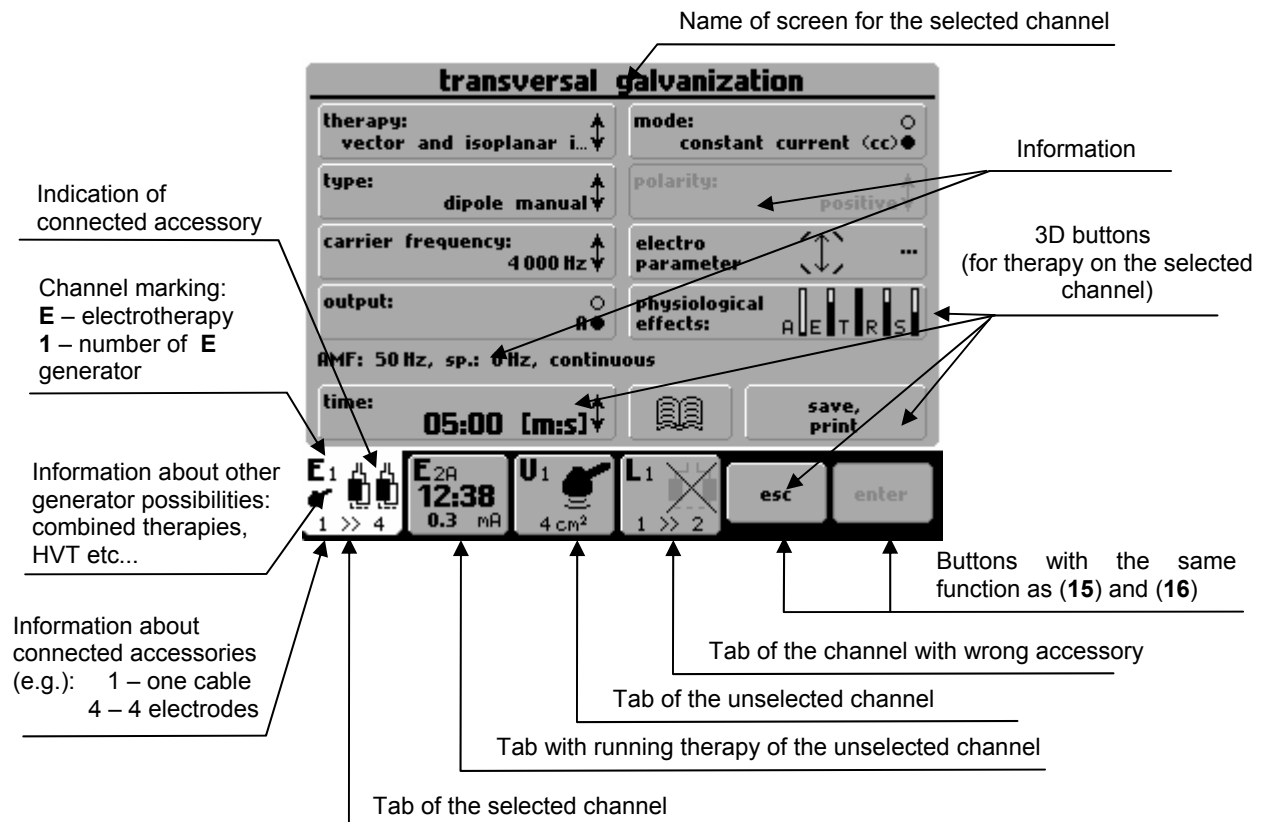 Name of screen for the selected channel
transversal galvanization
therapy:
vector and isoplanar i...
mode:
constant current (cc)
Information
type:
dipole manual
polarity:
positive
Indication of
connected accessory
carrier frequency:
4 000 Hz
electro
parameter
...
3D buttons
(for therapy on the selected
channel)
Channel marking:
E – electrotherapy
1 – number of E
generator
output:
A
physiological
effects:
A E T R S
AMF: 50 Hz, sp.: 0 Hz, continuous
time:
05:00 [m:s]
save,
print
Information about other
generator possibilities:
combined therapies,
HVT etc...
E1
1 >> 4
E2A
12:38
0.3 mA
U1
4 cm²
L1
1 >> 2
esc
enter
Buttons with the same
function as (15) and (16)
Information about
connected accessories
(e.g.): 1 – one cable
4 – 4 electrodes
Tab of the channel with wrong accessory
Tab of the unselected channel
Tab with running therapy of the unselected channel
Tab of the selected channel